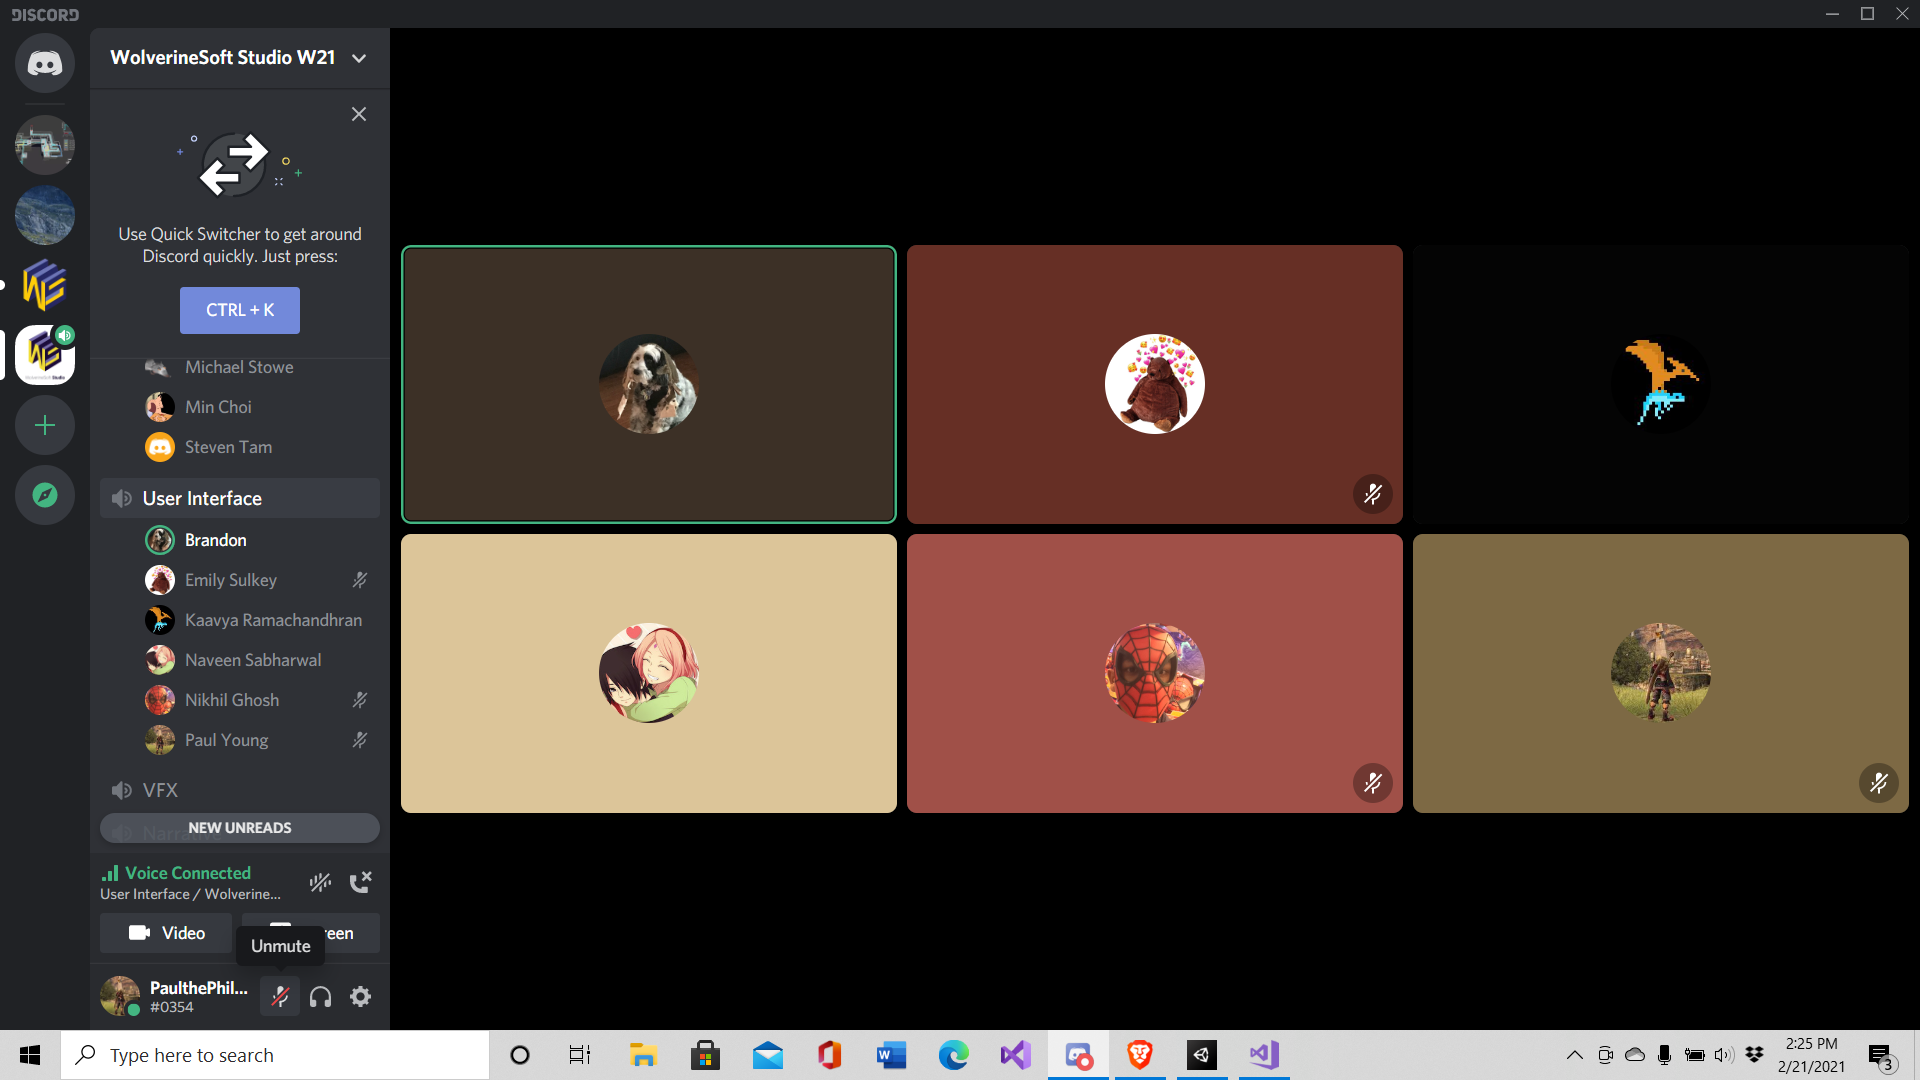 DISCORD
WolverineSoft Studio W21
Use Quick Switcher to get around
Discord quickly. Just press:
CTRL + K
Michael Stowe
Min Choi
Steven Tam
User Interface
Brandon
Emily Sulkey
Kaavya Ramachandhran
Naveen Sabharwal
Nikhil Ghosh
Paul Young
VFX
NEW UNREADS
Voice Connected
User Interface / Wolverine...
Video
een
Unmute
PaulthePhil...
#0354
Type here to search
2:25 PM
2/21/2021
3